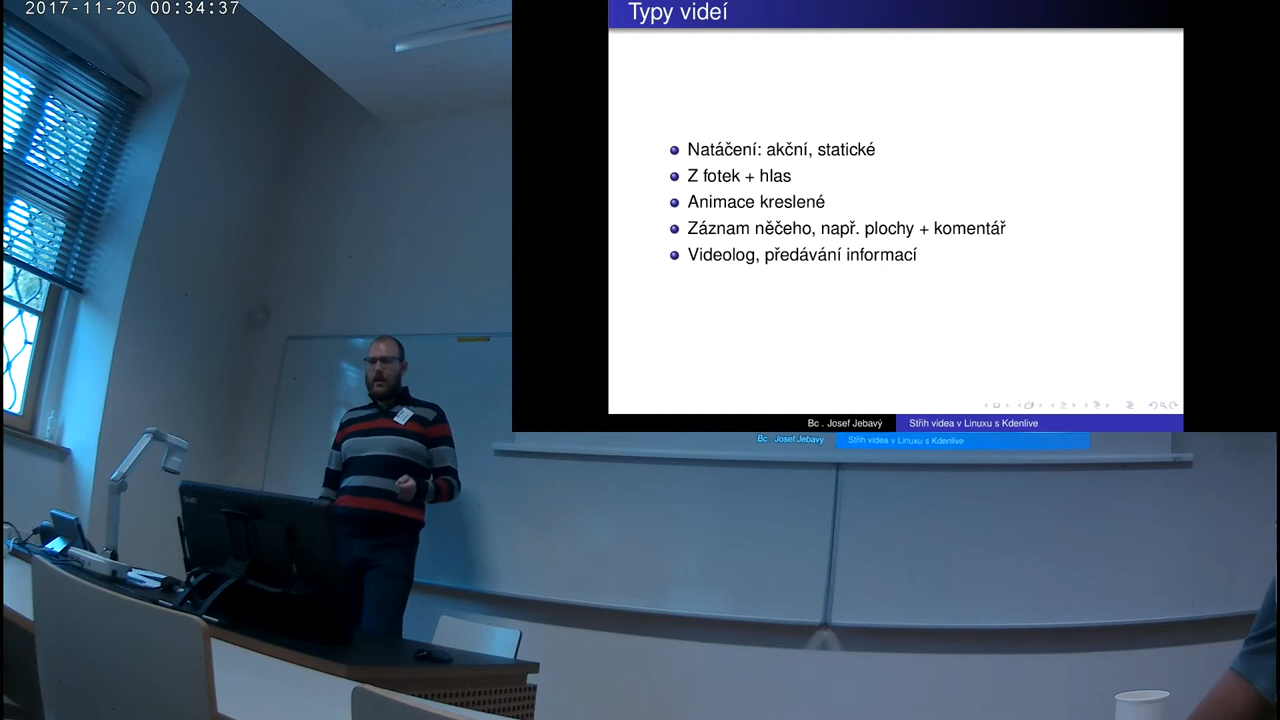 2017-11-20 00:34:37
Typy videí
Natáčení: akční, statické
Z fotek + hlas
Animace kreslené
Záznam něčeho, např. plochy + komentář
Videolog, předávání informací
Bc . Josef Jebavý
Střih videa v Linuxu s Kdenlive
Bc . Josef Jebavý
Střih videa v Linuxu s Kdenlive